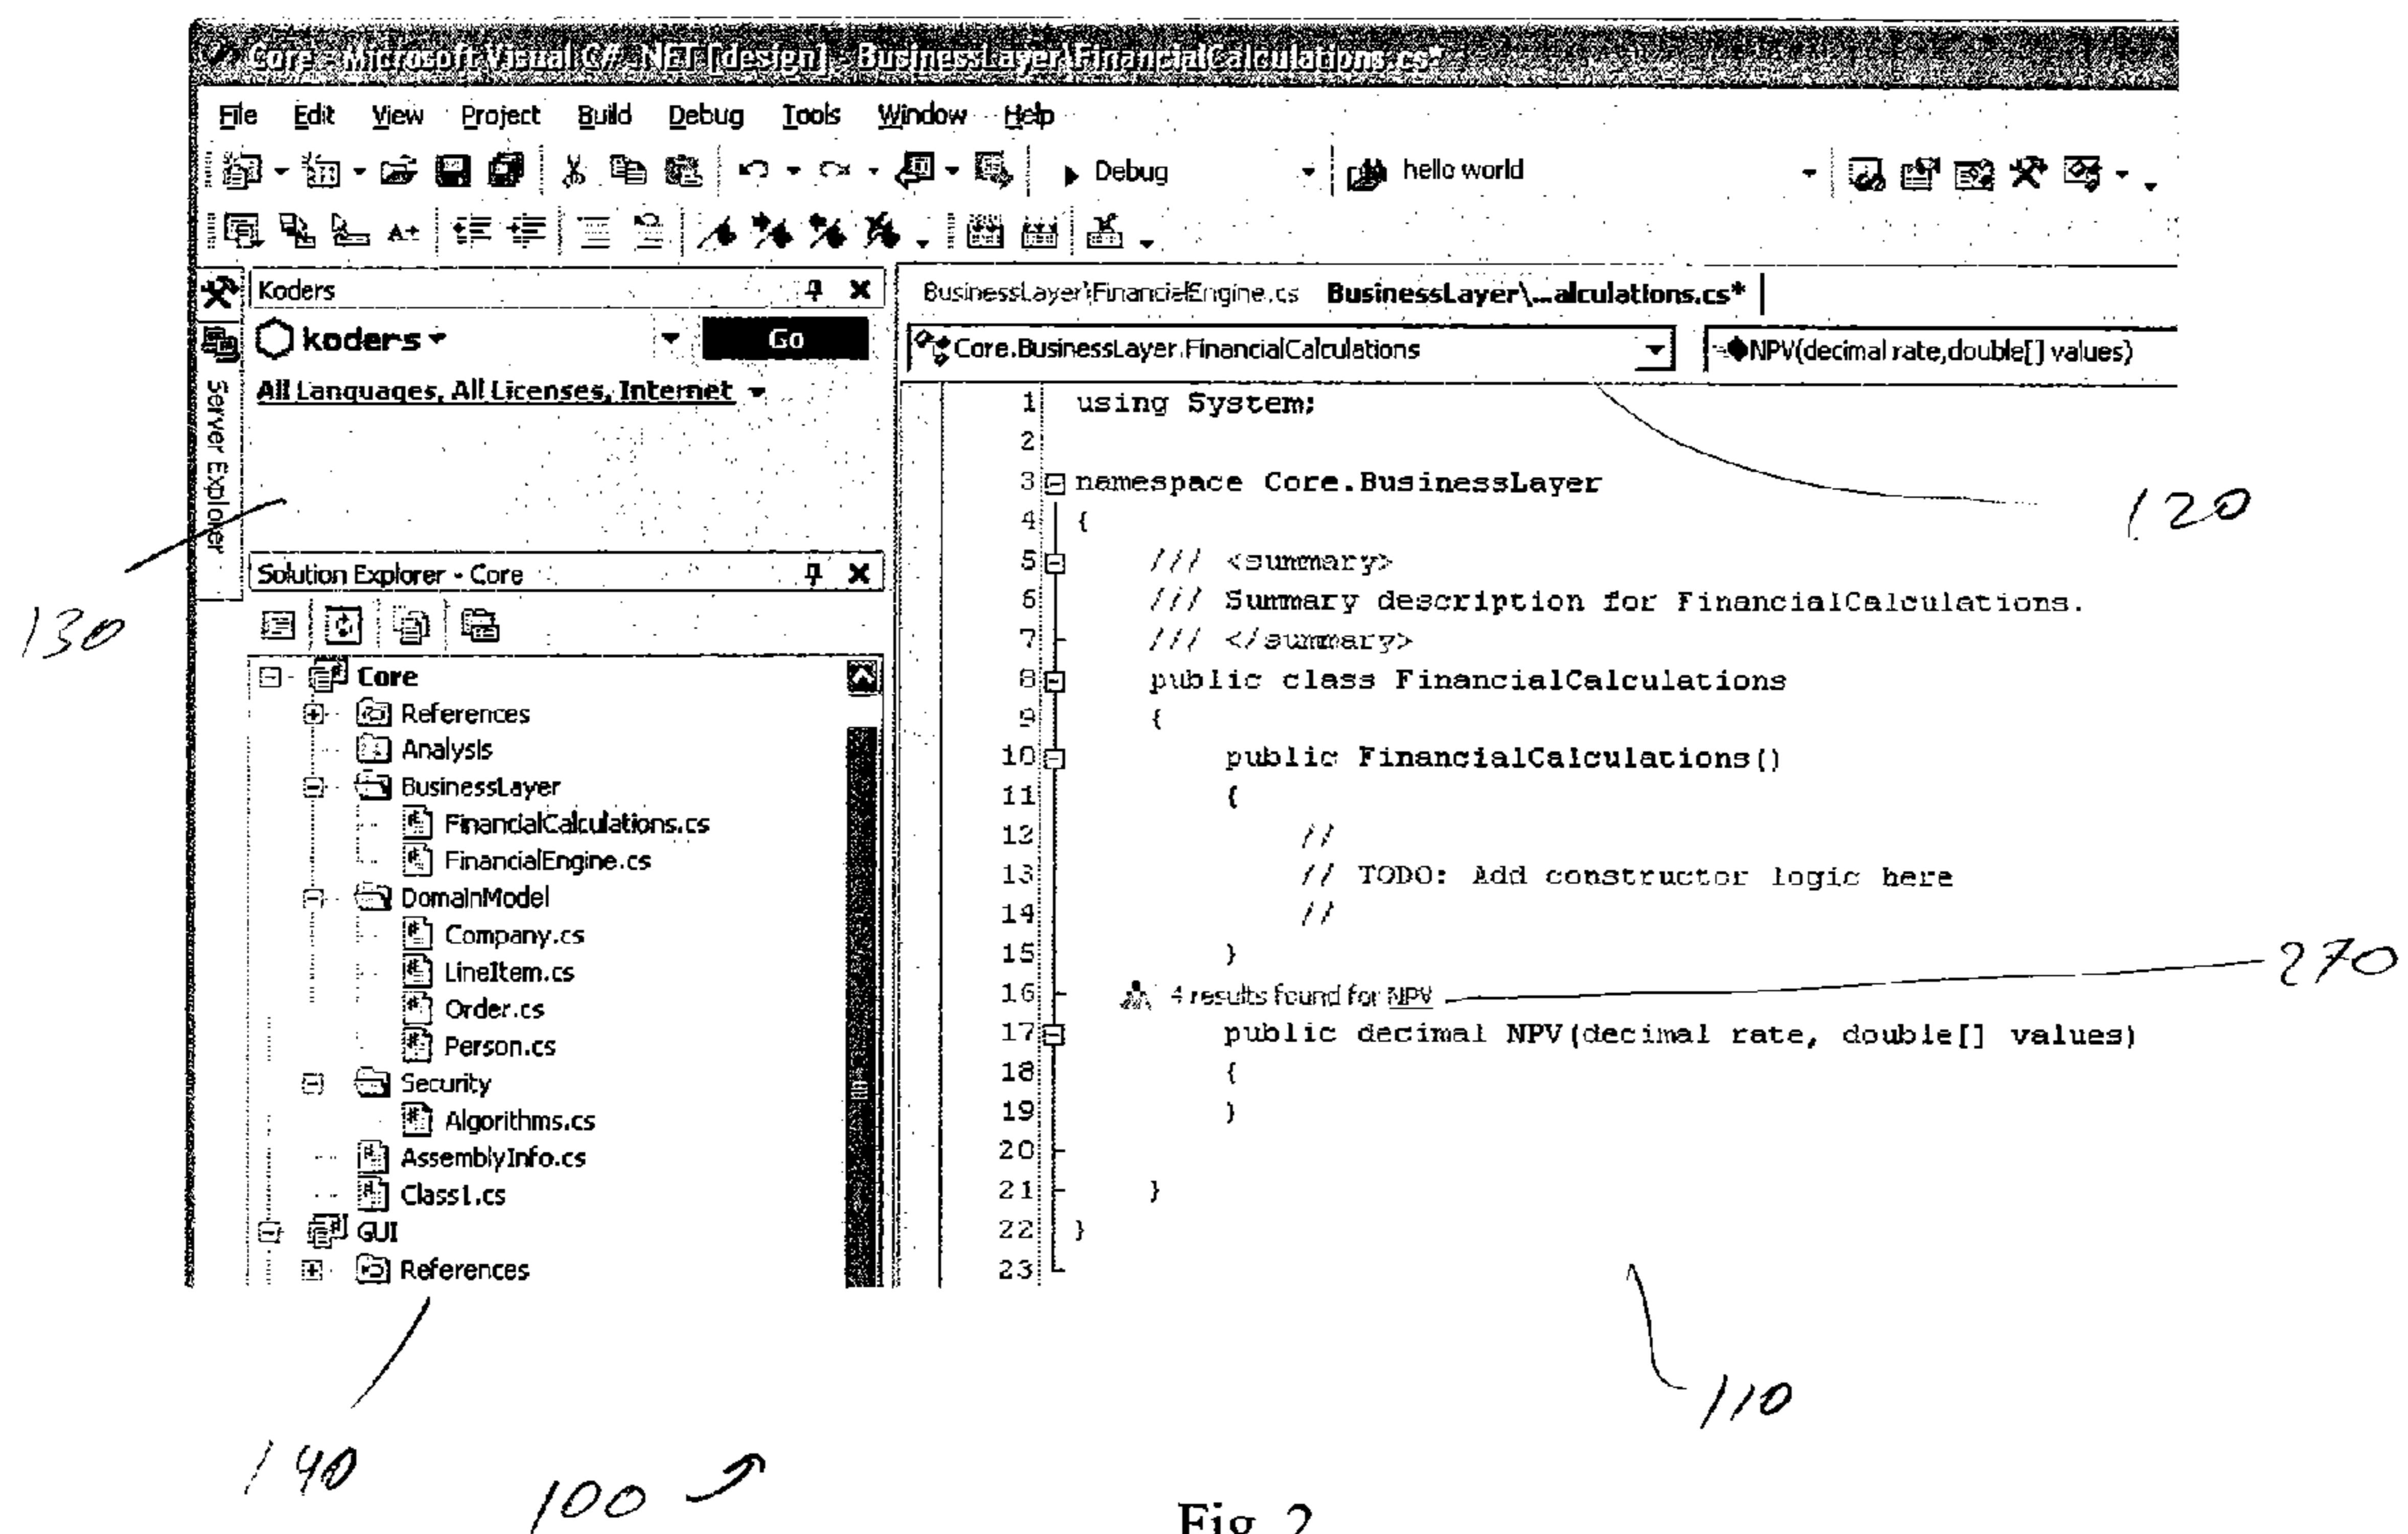 Core - Microsoft Visual C# .NET [design] - BusinessLayer\FinancialCalculations.cs*
File Edit View Project Build Debug Tools Window Help
Debug hello world
Koders
koders Go
All Languages, All Licenses, Internet
Server Explorer
Solution Explorer - Core
Core
References
Analysis
BusinessLayer
FinancialCalculations.cs
FinancialEngine.cs
DomainModel
Company.cs
LineItem.cs
Order.cs
Person.cs
Security
Algorithms.cs
AssemblyInfo.cs
Class1.cs
GUI
References
BusinessLayer\FinancialEngine.cs BusinessLayer\...alculations.cs*
Core.BusinessLayer.FinancialCalculations NPV(decimal rate,double[] values)
1 using System;
2
3 namespace Core.BusinessLayer
4 {
5 /// <summary>
6 /// Summary description for FinancialCalculations.
7 /// </summary>
8 public class FinancialCalculations
9 {
10 public FinancialCalculations()
11 {
12 //
13 // TODO: Add constructor logic here
14 //
15 }
16 4 results found for NPV
17 public decimal NPV(decimal rate, double[] values)
18 {
19 }
20
21 }
22 }
23
120
130
270
110
140
100
Fig. 2